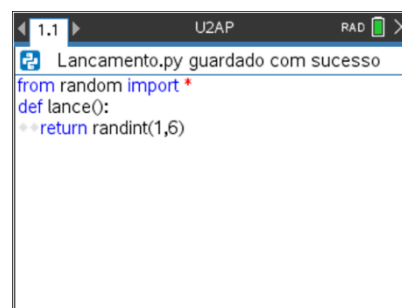 1.1 U2AP RAD
Lancamento.py guardado com sucesso
from random import *
def lance():
return randint(1,6)